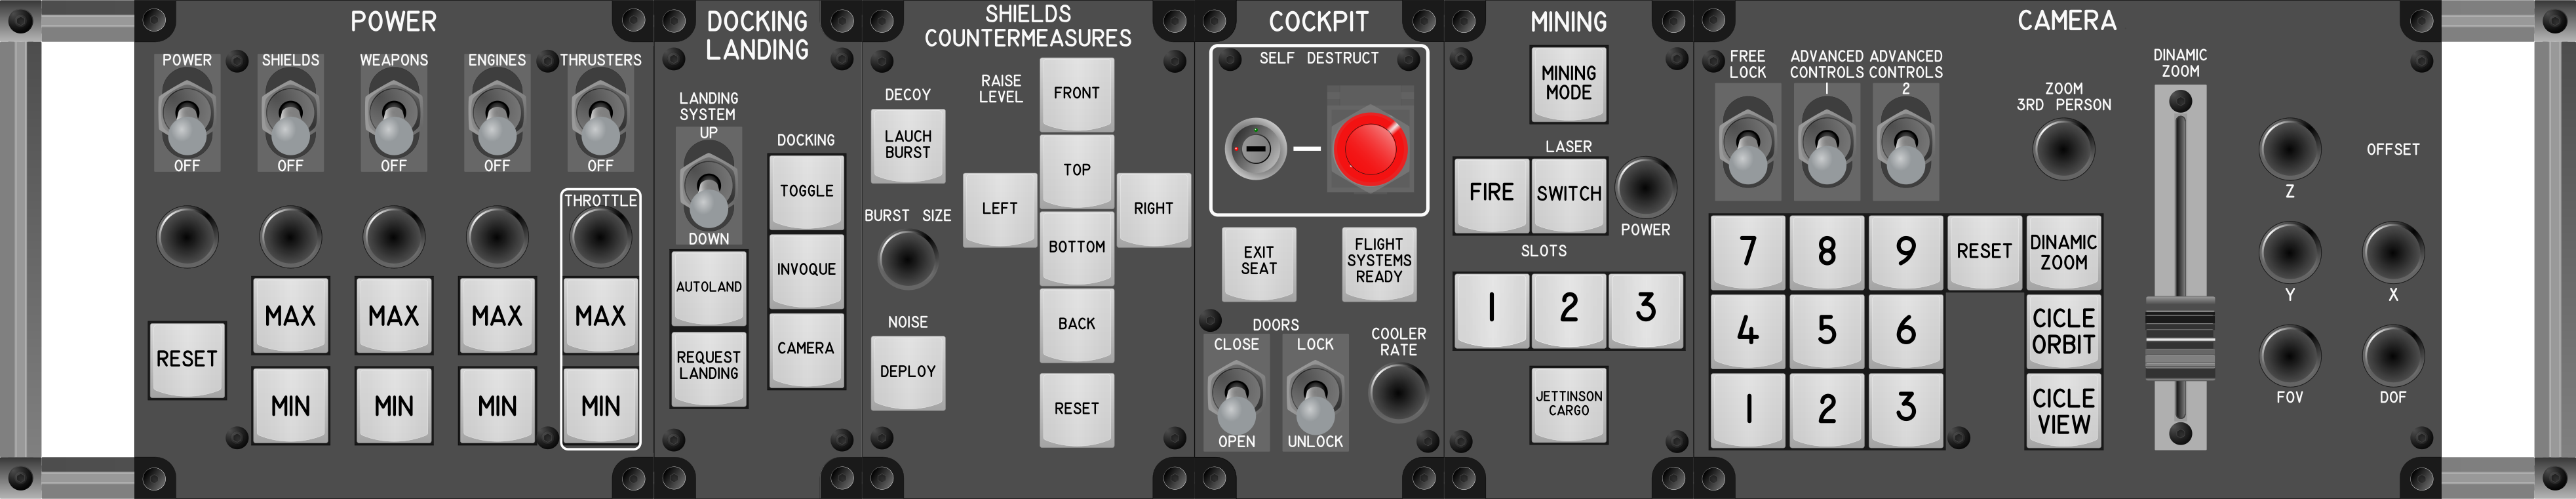 POWER
POWER
SHIELDS
WEAPONS
ENGINES
THRUSTERS
OFF
OFF
OFF
OFF
OFF
THROTTLE
MAX
MAX
MAX
MAX
RESET
MIN
MIN
MIN
MIN
DOCKING
LANDING
LANDING
SYSTEM
UP
DOWN
AUTOLAND
REQUEST
LANDING
DOCKING
TOGGLE
INVOQUE
CAMERA
SHIELDS
COUNTERMEASURES
DECOY
LAUCH
BURST
BURST SIZE
NOISE
DEPLOY
RAISE
LEVEL
FRONT
TOP
LEFT
RIGHT
BOTTOM
BACK
RESET
COCKPIT
SELF DESTRUCT
EXIT
SEAT
FLIGHT
SYSTEMS
READY
DOORS
CLOSE
LOCK
OPEN
UNLOCK
COOLER
RATE
MINING
MINING
MODE
LASER
FIRE
SWITCH
POWER
SLOTS
1
2
3
JETTINSON
CARGO
CAMERA
FREE
LOCK
ADVANCED
CONTROLS
1
ADVANCED
CONTROLS
2
ZOOM
3RD PERSON
7
8
9
RESET
DINAMIC
ZOOM
4
5
6
CICLE
ORBIT
1
2
3
CICLE
VIEW
DINAMIC
ZOOM
OFFSET
Z
Y
X
FOV
DOF